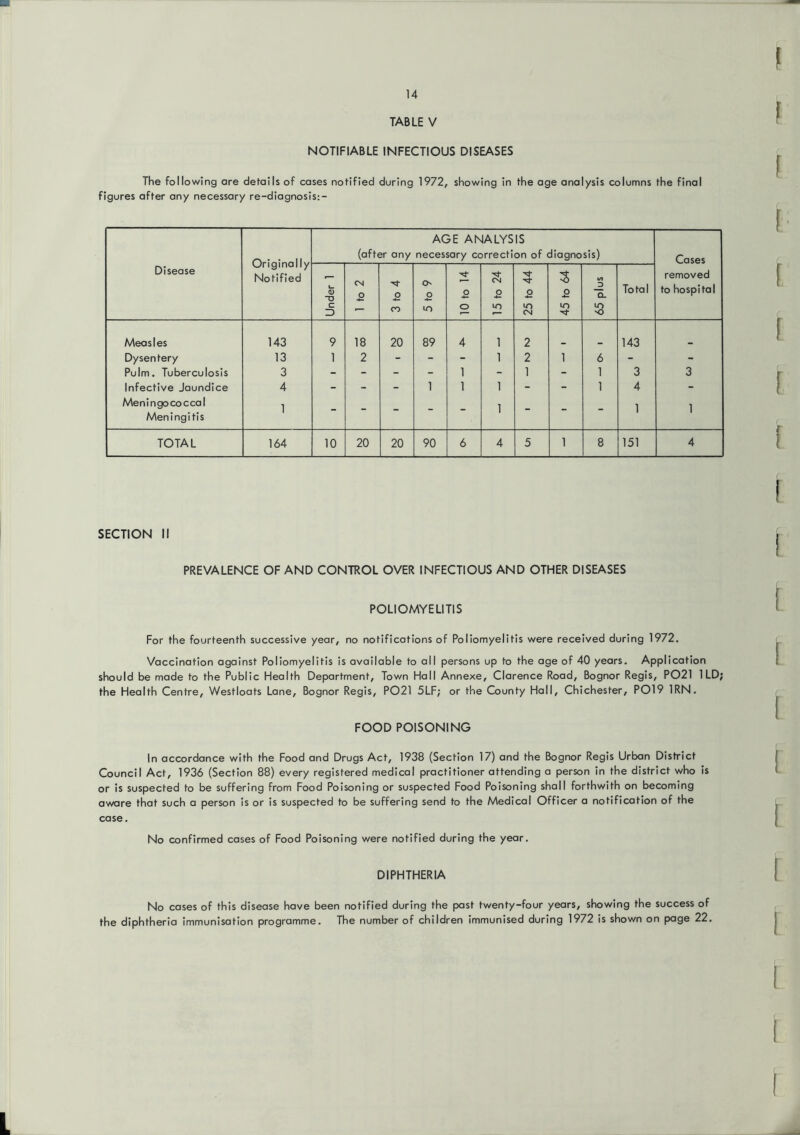 14
TABLE V
NOTIFIABLE INFECTIOUS DISEASES
The following are details of cases notified during 1972, showing in the age analysis columns the final
figures after any necessary re-diagnosis:-
Disease | Originally Notified | AGE ANALYSIS (after any necessary correction of diagnosis) | Cases removed to hospital
Under 1 | 1 to 2 | 3 to 4 | 5 to 9 | 10 to 14 | 15 to 24 | 25 to 44 | 45 to 64 | 65 plus | Total
Measles | 143 | 9 | 18 | 20 | 89 | 4 | 1 | 2 | - | - | 143 | -
Dysentery | 13 | 1 | 2 | - | - | - | 1 | 2 | 1 | 6 | - | -
Pulm. Tuberculosis | 3 | - | - | - | - | 1 | - | 1 | - | 1 | 3 | 3
Infective Jaundice | 4 | - | - | - | 1 | 1 | 1 | - | - | 1 | 4 | -
Meningococcal Meningitis | 1 | - | - | - | - | - | 1 | - | - | - | 1 | 1
TOTAL | 164 | 10 | 20 | 20 | 90 | 6 | 4 | 5 | 1 | 8 | 151 | 4
SECTION II
PREVALENCE OF AND CONTROL OVER INFECTIOUS AND OTHER DISEASES
POLIOMYELITIS
For the fourteenth successive year, no notifications of Poliomyelitis were received during 1972.
Vaccination against Poliomyelitis is available to all persons up to the age of 40 years. Application
should be made to the Public Health Department, Town Hall Annexe, Clarence Road, Bognor Regis, PO21 1LD;
the Health Centre, Westloats Lane, Bognor Regis, PO21 5LF; or the County Hall, Chichester, PO19 1RN.
FOOD POISONING
In accordance with the Food and Drugs Act, 1938 (Section 17) and the Bognor Regis Urban District
Council Act, 1936 (Section 88) every registered medical practitioner attending a person in the district who is
or is suspected to be suffering from Food Poisoning or suspected Food Poisoning shall forthwith on becoming
aware that such a person is or is suspected to be suffering send to the Medical Officer a notification of the
case.
No confirmed cases of Food Poisoning were notified during the year.
DIPHTHERIA
No cases of this disease have been notified during the past twenty-four years, showing the success of
the diphtheria immunisation programme. The number of children immunised during 1972 is shown on page 22.